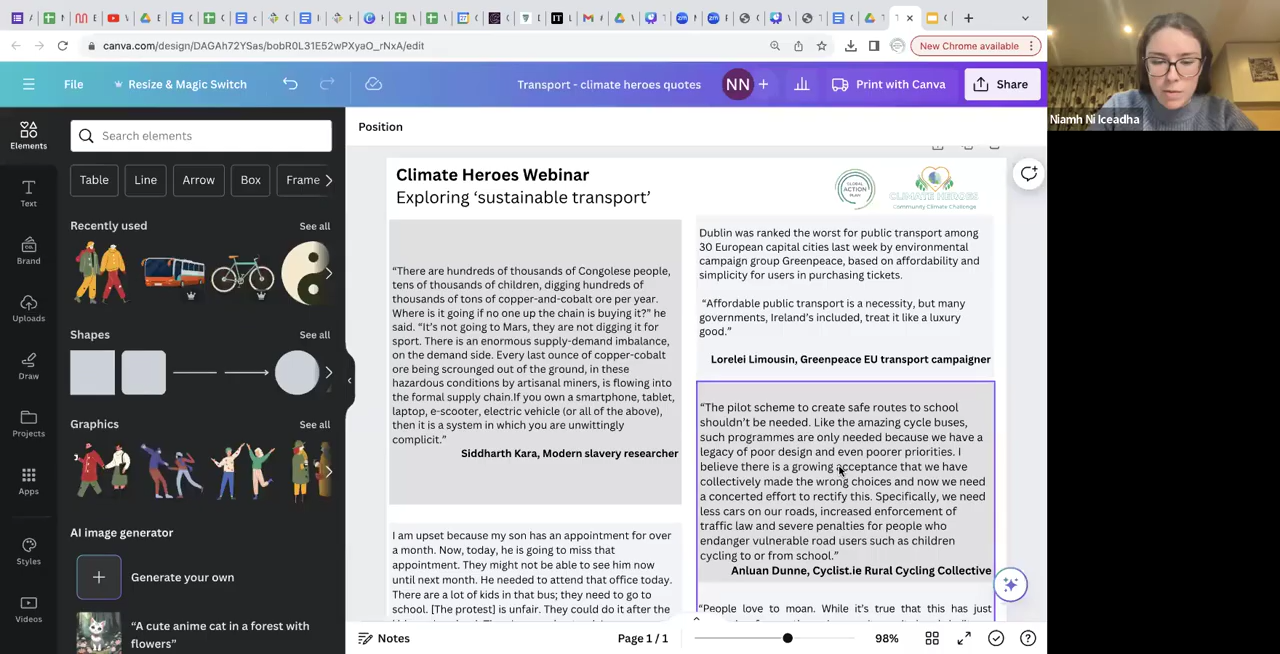 canva.com/design/DAGAh72YSas/bobR0L31E52wPXyaO_rNxA/edit
New Chrome available
File
Resize & Magic Switch
Transport - climate heroes quotes
NN
Print with Canva
Share
Niamh Ni Iceadha
Elements
Text
Brand
Uploads
Draw
Projects
Apps
Styles
Videos
Search elements
Table
Line
Arrow
Box
Frame
Recently used
See all
Shapes
See all
Graphics
See all
AI image generator
Generate your own
“A cute anime cat in a forest with
flowers”
Position
Climate Heroes Webinar
Exploring ‘sustainable transport’
GLOBAL
ACTION
PLAN
CLIMATE HEROES
Community Climate Challenge
“There are hundreds of thousands of Congolese people,
tens of thousands of children, digging hundreds of
thousands of tons of copper-and-cobalt ore per year.
Where is it going if no one up the chain is buying it?” he
said. “It’s not going to Mars, they are not digging it for
sport. There is an enormous supply-demand imbalance,
on the demand side. Every last ounce of copper-cobalt
ore being scrounged out of the ground, in these
hazardous conditions by artisanal miners, is flowing into
the formal supply chain.If you own a smartphone, tablet,
laptop, e-scooter, electric vehicle (or all of the above),
then it is a system in which you are unwittingly
complicit.”
Siddharth Kara, Modern slavery researcher
I am upset because my son has an appointment for over
a month. Now, today, he is going to miss that
appointment. They might not be able to see him now
until next month. He needed to attend that office today.
There are a lot of kids in that bus; they need to go to
school. [The protest] is unfair. They could do it after the
Dublin was ranked the worst for public transport among
30 European capital cities last week by environmental
campaign group Greenpeace, based on affordability and
simplicity for users in purchasing tickets.
“Affordable public transport is a necessity, but many
governments, Ireland’s included, treat it like a luxury
good.”
Lorelei Limousin, Greenpeace EU transport campaigner
“The pilot scheme to create safe routes to school
shouldn’t be needed. Like the amazing cycle buses,
such programmes are only needed because we have a
legacy of poor design and even poorer priorities. I
believe there is a growing acceptance that we have
collectively made the wrong choices and now we need
a concerted effort to rectify this. Specifically, we need
less cars on our roads, increased enforcement of
traffic law and severe penalties for people who
endanger vulnerable road users such as children
cycling to or from school.”
Anluan Dunne, Cyclist.ie Rural Cycling Collective
“People love to moan. While it’s true that this has just
Notes
Page 1 / 1
98%